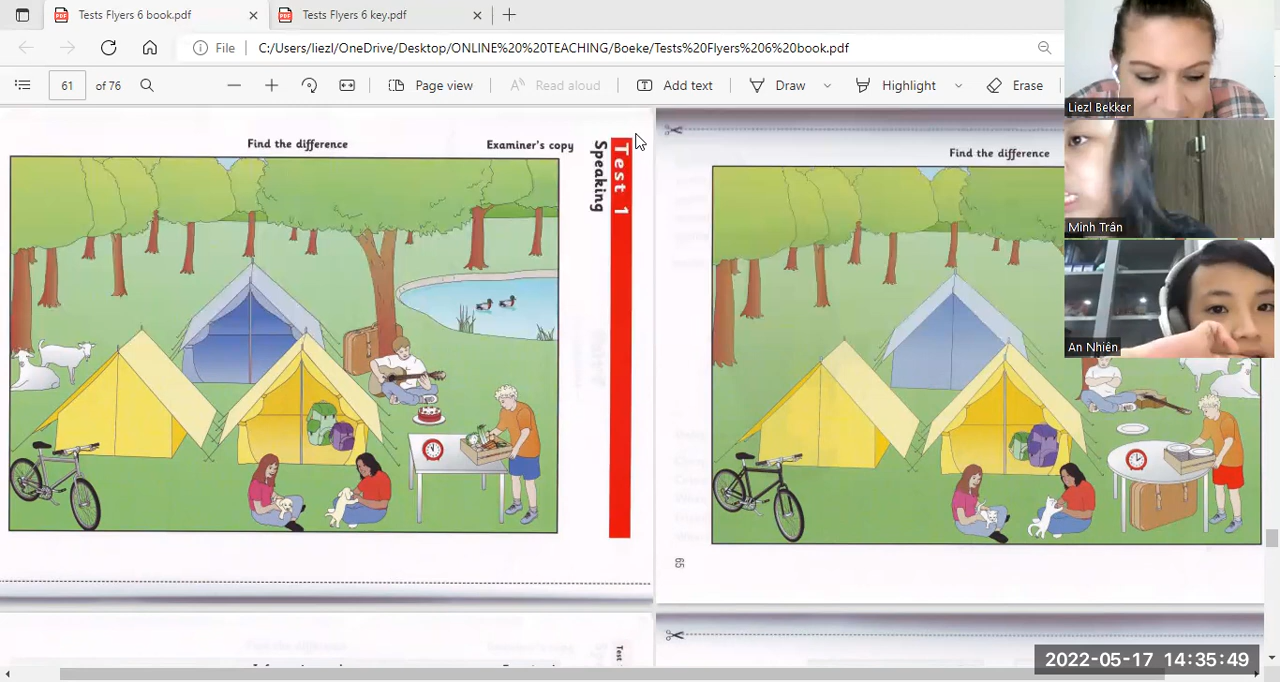 Tests Flyers 6 book.pdf
Tests Flyers 6 key.pdf
File
C:/Users/liezl/OneDrive/Desktop/ONLINE%20%20TEACHING/Boeke/Tests%20Flyers%206%20book.pdf
61 of 76
Page view
Read aloud
Add text
Draw
Highlight
Erase
Find the difference
Examiner's copy
Test 1
Speaking
Find the difference
65
Test
Liezl Bekker
Minh Trân
An Nhiên
2022-05-17 14:35:49